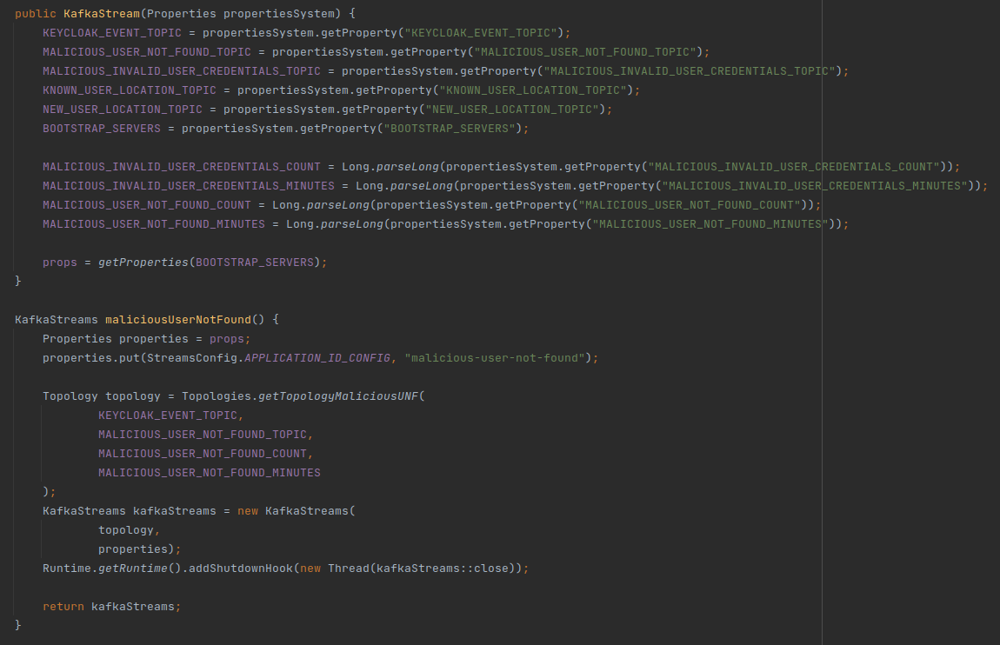 public KafkaStream(Properties propertiesSystem) {
    KEYCLOAK_EVENT_TOPIC = propertiesSystem.getProperty("KEYCLOAK_EVENT_TOPIC");
    MALICIOUS_USER_NOT_FOUND_TOPIC = propertiesSystem.getProperty("MALICIOUS_USER_NOT_FOUND_TOPIC");
    MALICIOUS_INVALID_USER_CREDENTIALS_TOPIC = propertiesSystem.getProperty("MALICIOUS_INVALID_USER_CREDENTIALS_TOPIC");
    KNOWN_USER_LOCATION_TOPIC = propertiesSystem.getProperty("KNOWN_USER_LOCATION_TOPIC");
    NEW_USER_LOCATION_TOPIC = propertiesSystem.getProperty("NEW_USER_LOCATION_TOPIC");
    BOOTSTRAP_SERVERS = propertiesSystem.getProperty("BOOTSTRAP_SERVERS");

    MALICIOUS_INVALID_USER_CREDENTIALS_COUNT = Long.parseLong(propertiesSystem.getProperty("MALICIOUS_INVALID_USER_CREDENTIALS_COUNT"));
    MALICIOUS_INVALID_USER_CREDENTIALS_MINUTES = Long.parseLong(propertiesSystem.getProperty("MALICIOUS_INVALID_USER_CREDENTIALS_MINUTES"));
    MALICIOUS_USER_NOT_FOUND_COUNT = Long.parseLong(propertiesSystem.getProperty("MALICIOUS_USER_NOT_FOUND_COUNT"));
    MALICIOUS_USER_NOT_FOUND_MINUTES = Long.parseLong(propertiesSystem.getProperty("MALICIOUS_USER_NOT_FOUND_MINUTES"));

    props = getProperties(BOOTSTRAP_SERVERS);
}

KafkaStreams maliciousUserNotFound() {
    Properties properties = props;
    properties.put(StreamsConfig.APPLICATION_ID_CONFIG, "malicious-user-not-found");

    Topology topology = Topologies.getTopologyMaliciousUNF(
            KEYCLOAK_EVENT_TOPIC,
            MALICIOUS_USER_NOT_FOUND_TOPIC,
            MALICIOUS_USER_NOT_FOUND_COUNT,
            MALICIOUS_USER_NOT_FOUND_MINUTES
    );
    KafkaStreams kafkaStreams = new KafkaStreams(
            topology,
            properties);
    Runtime.getRuntime().addShutdownHook(new Thread(kafkaStreams::close));

    return kafkaStreams;
}